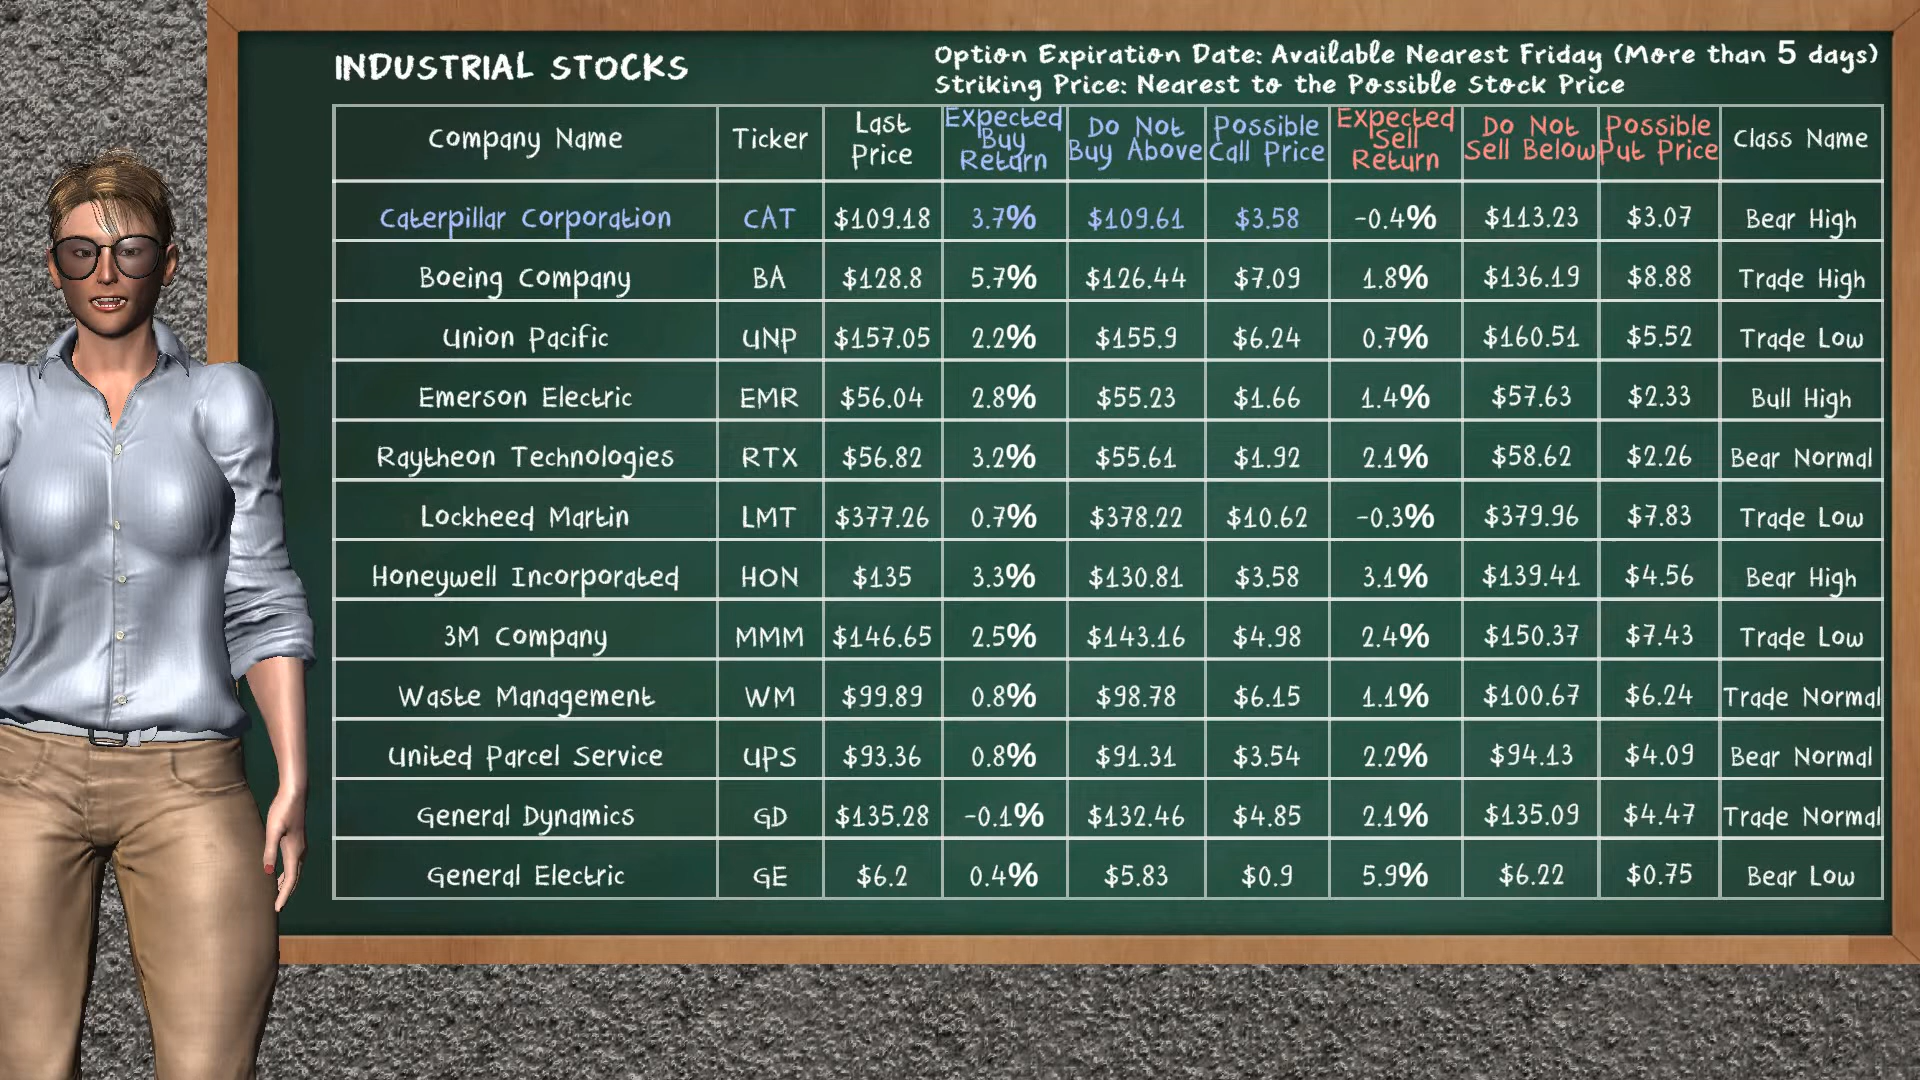 INDUSTRIAL STOCKS
Option Expiration Date: Available Nearest Friday (More than 5 days)
Striking Price: Nearest to the Possible Stock Price
Company Name Ticker Last Price Expected Buy Return Do Not Buy Above Possible Call Price Expected Sell Return Do Not Sell Below Possible Put Price Class Name
Caterpillar Corporation CAT $109.18 3.7% $109.61 $3.58 -0.4% $113.23 $3.07 Bear High
Boeing Company BA $128.8 5.7% $126.44 $7.09 1.8% $136.19 $8.88 Trade High
Union Pacific UNP $157.05 2.2% $155.9 $6.24 0.7% $160.51 $5.52 Trade Low
Emerson Electric EMR $56.04 2.8% $55.23 $1.66 1.4% $57.63 $2.33 Bull High
Raytheon Technologies RTX $56.82 3.2% $55.61 $1.92 2.1% $58.62 $2.26 Bear Normal
Lockheed Martin LMT $377.26 0.7% $378.22 $10.62 -0.3% $379.96 $7.83 Trade Low
Honeywell Incorporated HON $135 3.3% $130.81 $3.58 3.1% $139.41 $4.56 Bear High
3M Company MMM $146.65 2.5% $143.16 $4.98 2.4% $150.37 $7.43 Trade Low
Waste Management WM $99.89 0.8% $98.78 $6.15 1.1% $100.67 $6.24 Trade Normal
United Parcel Service UPS $93.36 0.8% $91.31 $3.54 2.2% $94.13 $4.09 Bear Normal
General Dynamics GD $135.28 -0.1% $132.46 $4.85 2.1% $135.09 $4.47 Trade Normal
General Electric GE $6.2 0.4% $5.83 $0.9 5.9% $6.22 $0.75 Bear Low